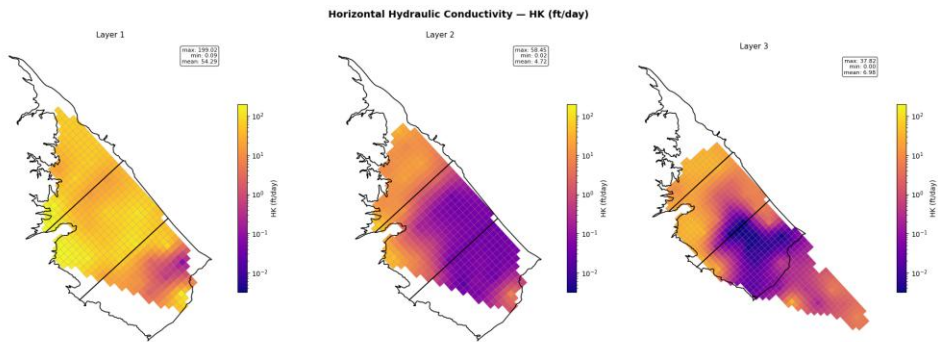 Horizontal Hydraulic Conductivity — HK (ft/day)
Layer 1
max: 199.02
min: 0.09
mean: 54.29
10²
10¹
10⁰
10⁻¹
10⁻²
HK (ft/day)
Layer 2
max: 58.45
min: 0.02
mean: 4.72
10²
10¹
10⁰
10⁻¹
10⁻²
HK (ft/day)
Layer 3
max: 37.82
min: 0.00
mean: 6.98
10²
10¹
10⁰
10⁻¹
10⁻²
HK (ft/day)